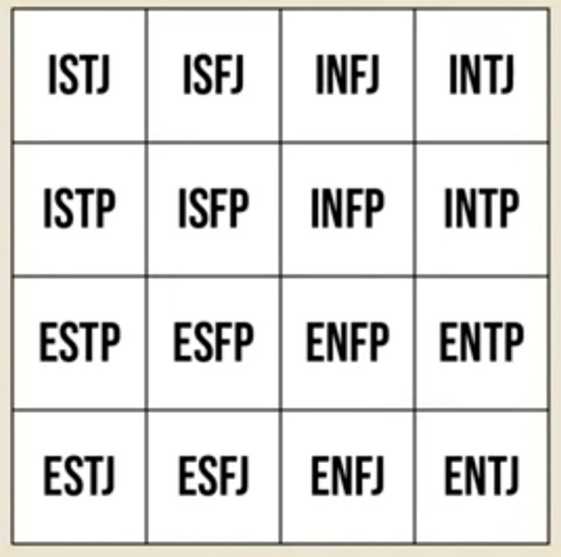 ISTJ ISFJ INFJ INTJ
ISTP ISFP INFP INTP
ESTP ESFP ENFP ENTP
ESTJ ESFJ ENFJ ENTJ